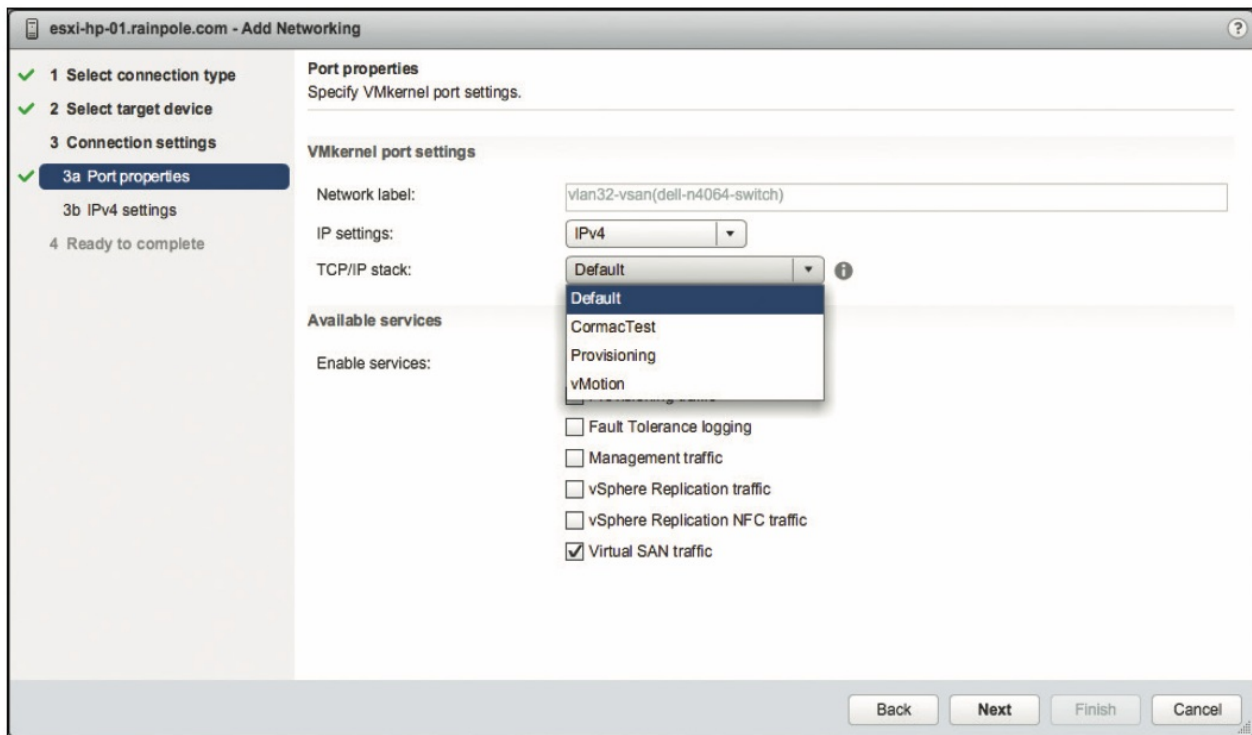 esxi-hp-01.rainpole.com - Add Networking
?
1 Select connection type
2 Select target device
3 Connection settings
3a Port properties
3b IPv4 settings
4 Ready to complete
Port properties
Specify VMkernel port settings.
VMkernel port settings
Network label:
vlan32-vsan(dell-n4064-switch)
IP settings:
IPv4
TCP/IP stack:
Default
i
Default
CormacTest
Provisioning
vMotion
Available services
Enable services:
Provisioning traffic
Fault Tolerance logging
Management traffic
vSphere Replication traffic
vSphere Replication NFC traffic
Virtual SAN traffic
Back
Next
Finish
Cancel